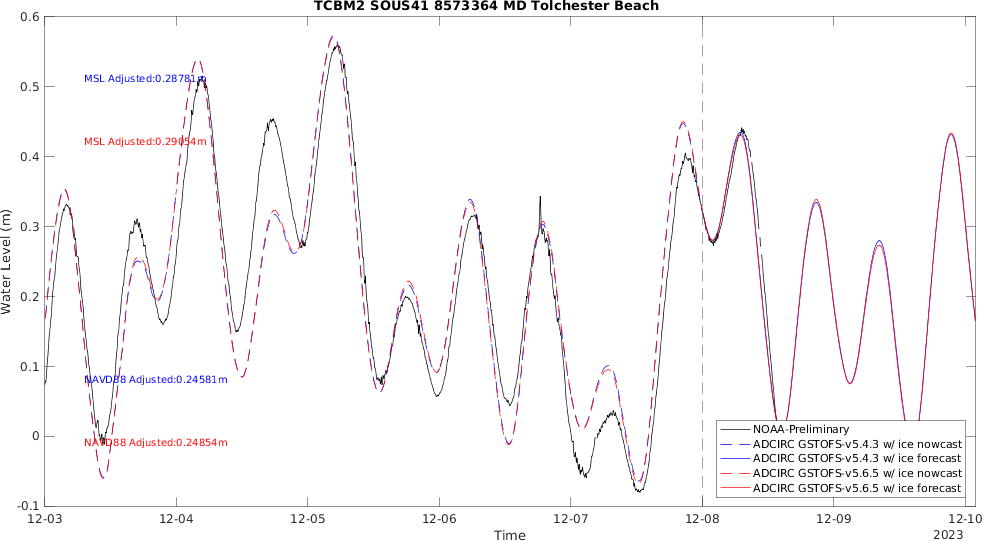 TCBM2 SOUS41 8573364 MD Tolchester Beach
0.6
0.5
0.4
0.3
0.2
0.1
0
-0.1
Water Level (m)
MSL Adjusted:0.28781m
MSL Adjusted:0.29054m
NAVD88 Adjusted:0.24581m
NAVD88 Adjusted:0.24854m
NOAA-Preliminary
ADCIRC GSTOFS-v5.4.3 w/ ice nowcast
ADCIRC GSTOFS-v5.4.3 w/ ice forecast
ADCIRC GSTOFS-v5.6.5 w/ ice nowcast
ADCIRC GSTOFS-v5.6.5 w/ ice forecast
12-03 12-04 12-05 12-06 12-07 12-08 12-09 12-10
Time
2023